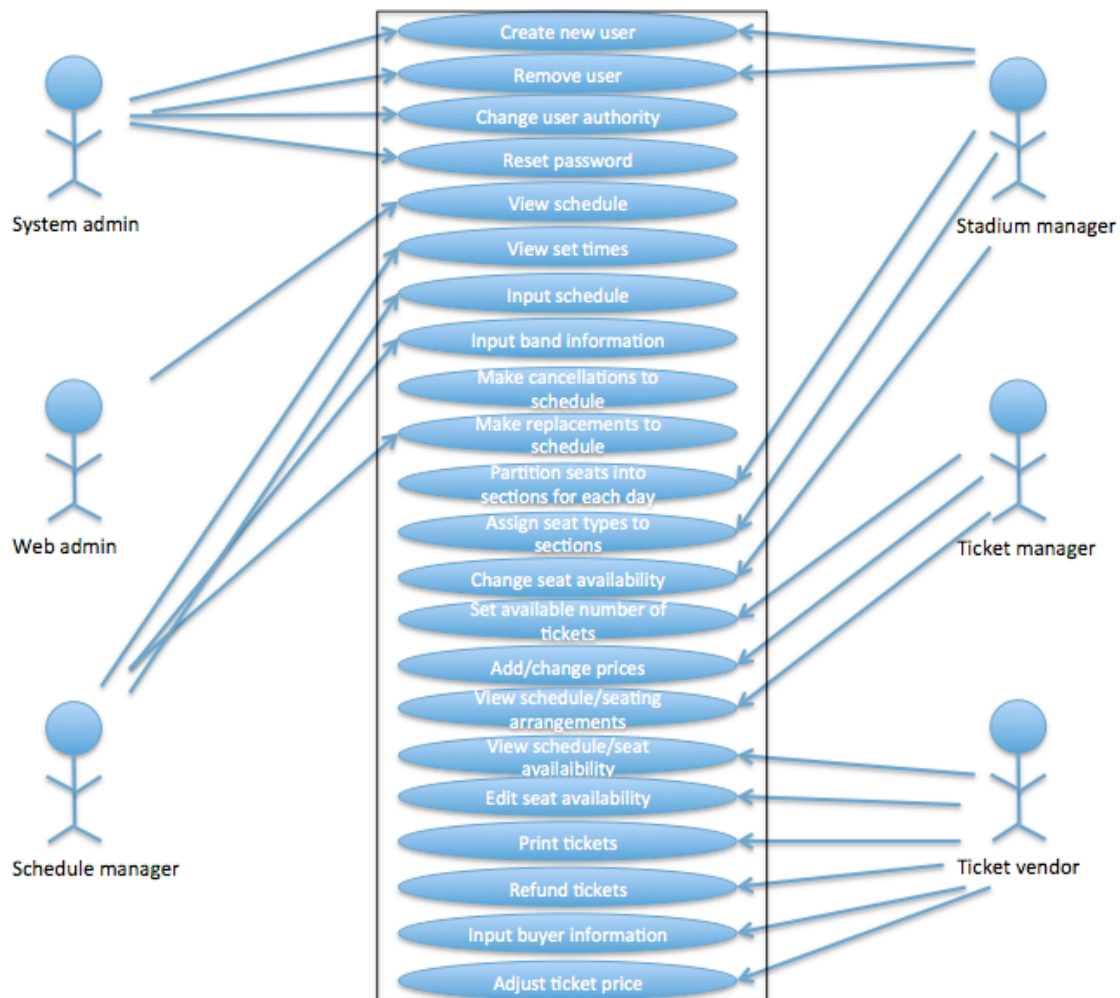 Create new user
Remove user
Change user authority
Reset password
System admin
View schedule
Stadium manager
View set times
Input schedule
Input band information
Make cancellations to
schedule
Make replacements to
schedule
Partition seats into
sections for each day
Assign seat types to
sections
Web admin
Ticket manager
Change seat availability
Set available number of
tickets
Add/change prices
View schedule/seating
arrangements
View schedule/seat
availaibility
Edit seat availability
Print tickets
Schedule manager
Ticket vendor
Refund tickets
Input buyer information
Adjust ticket price